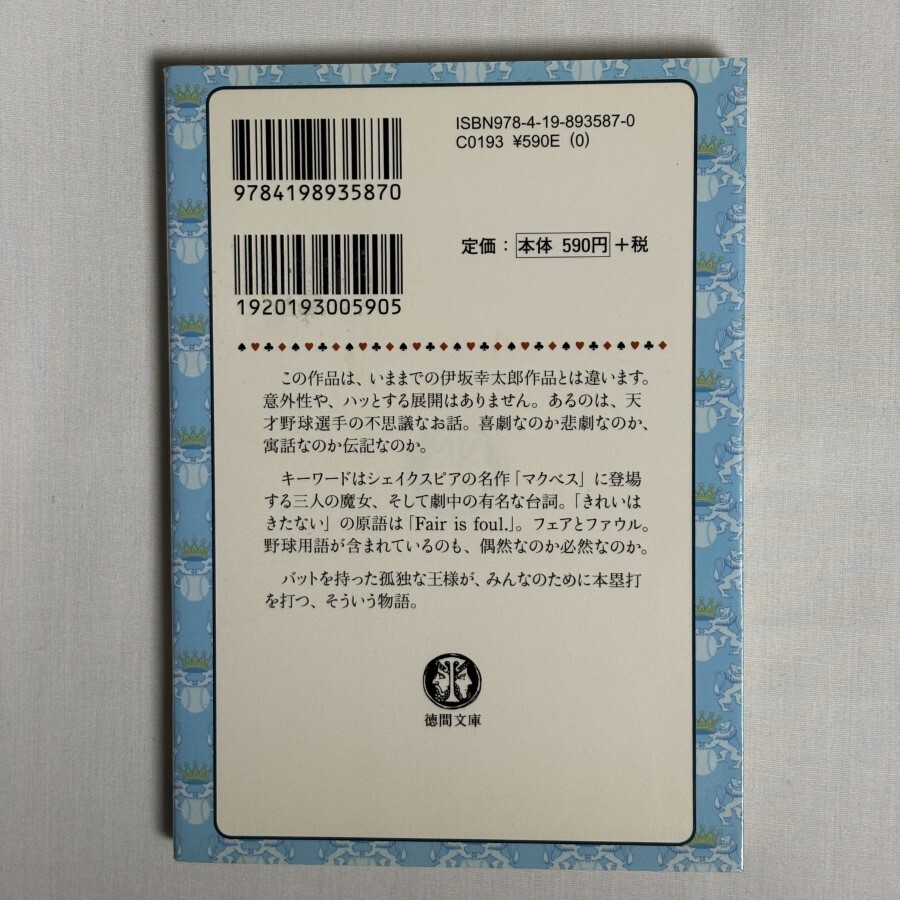 ISBN978-4-19-893587-0
C0193 ¥590E (0)
9784198935870
定価：本体 590円＋税
1920193005905
この作品は、いままでの伊坂幸太郎作品とは違います。
意外性や、ハッとする展開はありません。あるのは、天
才野球選手の不思議なお話。喜劇なのか悲劇なのか、
寓話なのか伝記なのか。
キーワードはシェイクスピアの名作「マクベス」に登場
する三人の魔女、そして劇中の有名な台詞。「きれいは
きたない」の原語は「Fair is foul.」。フェアとファウル。
野球用語が含まれているのも、偶然なのか必然なのか。
バットを持った孤独な王様が、みんなのために本塁打
を打つ、そういう物語。
徳間文庫